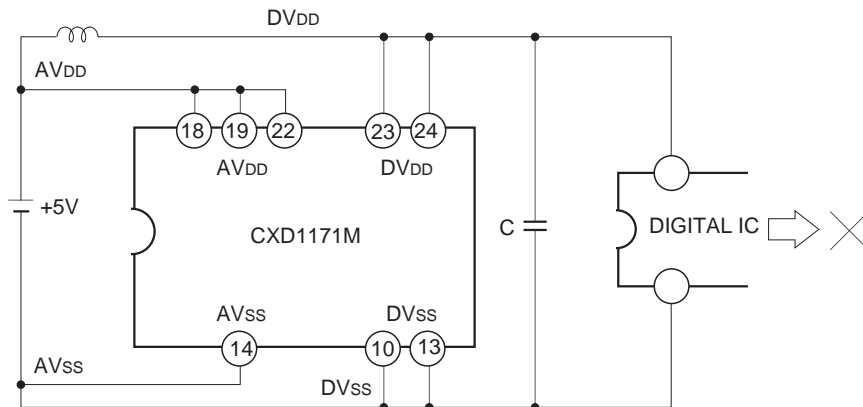 DVDD
AVDD
18 19 22 23 24
AVDD DVDD
+5V
CXD1171M
C
DIGITAL IC
AVSS DVSS
14 10 13
AVSS
DVSS